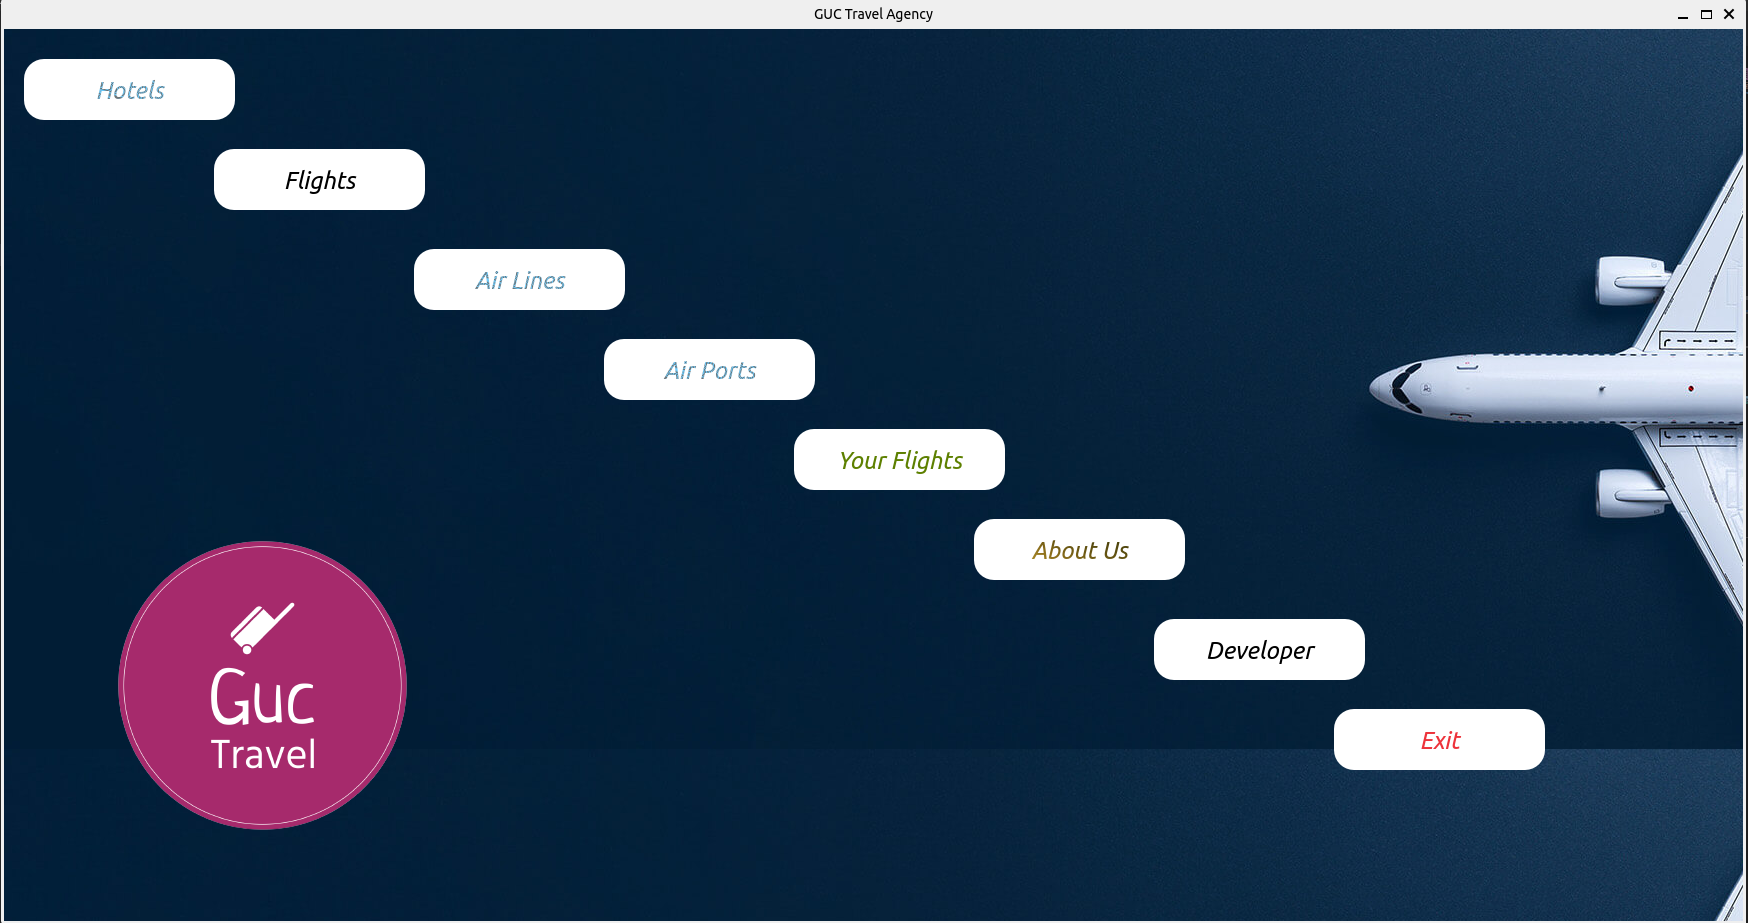 GUC Travel Agency
Hotels
Flights
Air Lines
Air Ports
Your Flights
About Us
Developer
Exit
Guc
Travel